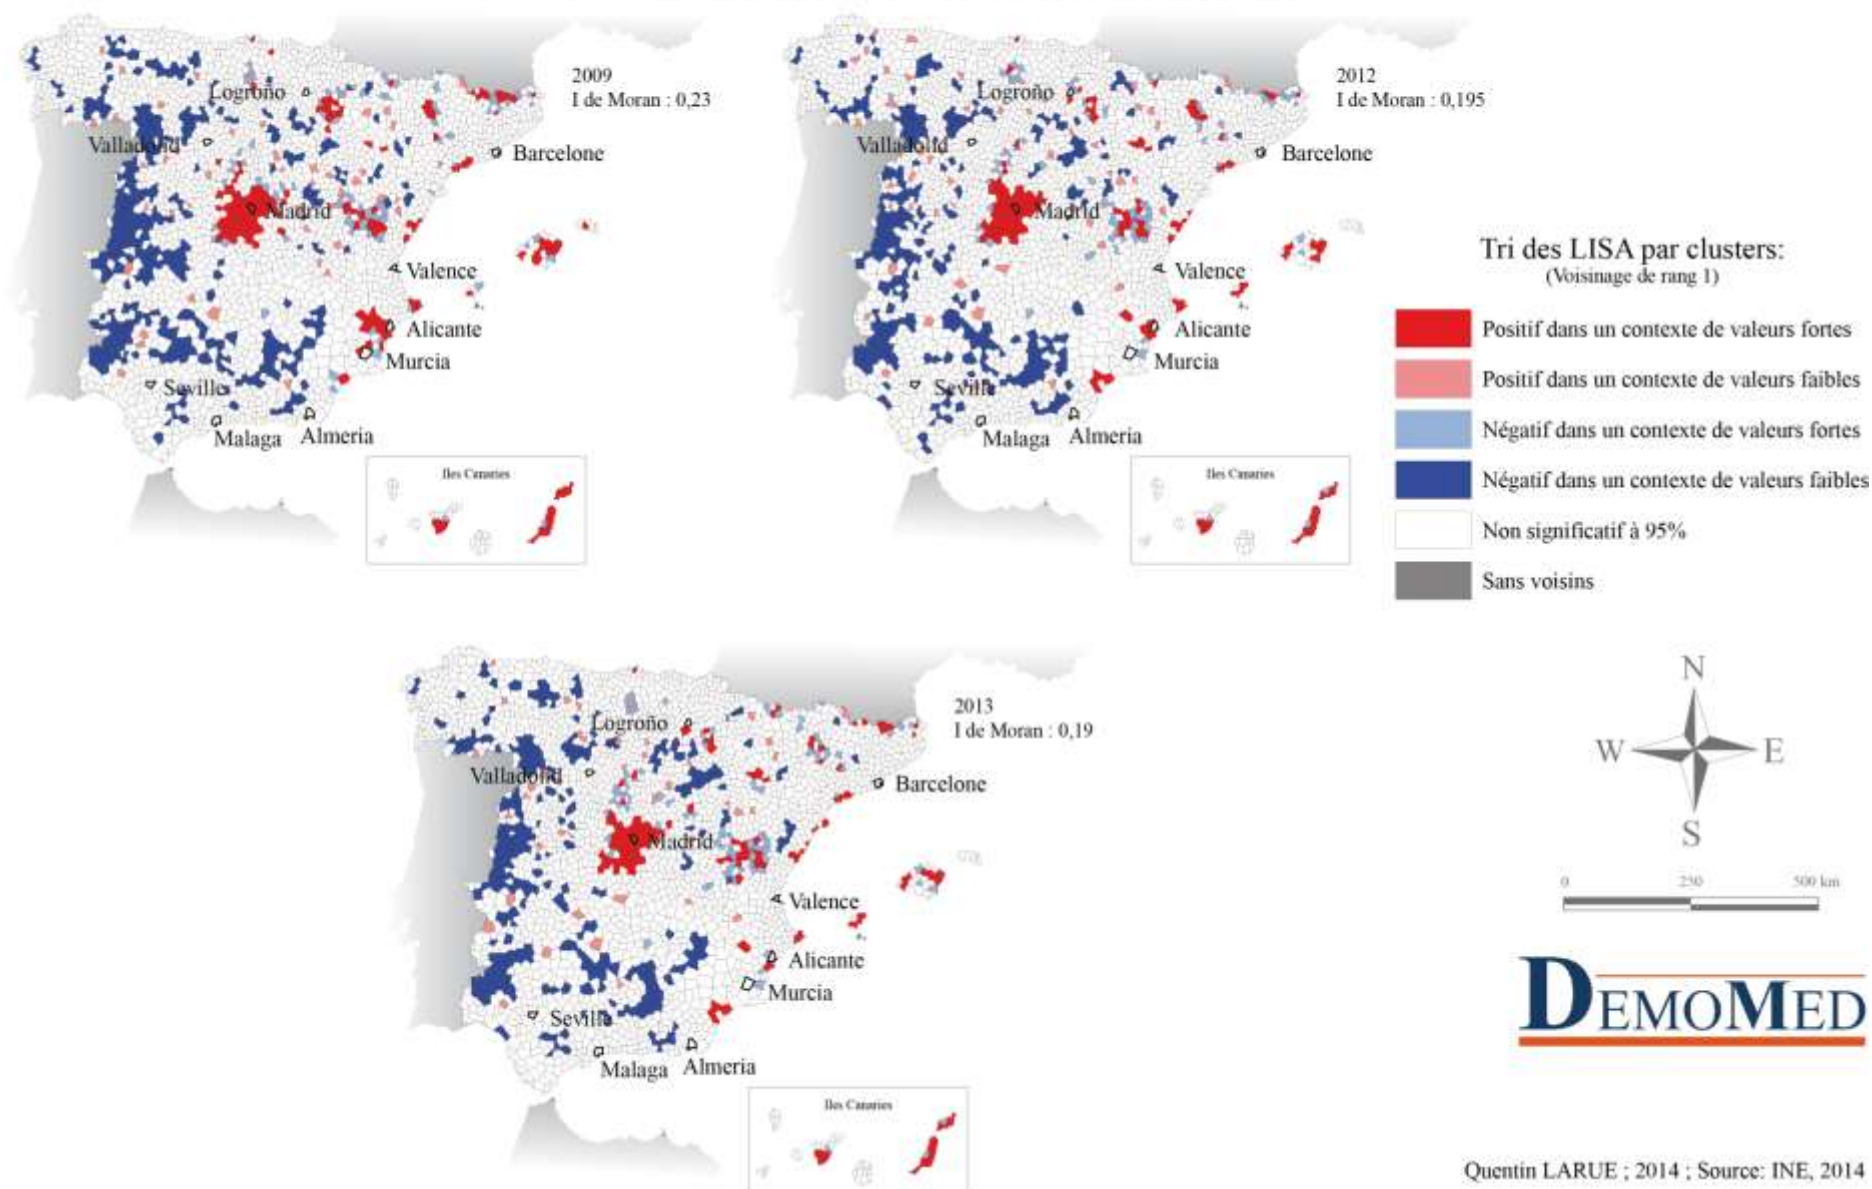 2009
I de Moran : 0,23
Logroño
Valladolid
Barcelone
Madrid
Valence
Alicante
Murcia
Seville
Malaga
Almeria
Iles Canaries
2012
I de Moran : 0,195
Logroño
Valladolid
Barcelone
Madrid
Valence
Alicante
Murcia
Seville
Malaga
Almeria
Iles Canaries
Tri des LISA par clusters:
(Voisinage de rang 1)
Positif dans un contexte de valeurs fortes
Positif dans un contexte de valeurs faibles
Négatif dans un contexte de valeurs fortes
Négatif dans un contexte de valeurs faibles
Non significatif à 95%
Sans voisins
2013
I de Moran : 0,19
Logroño
Valladolid
Barcelone
Madrid
Valence
Alicante
Murcia
Seville
Malaga
Almeria
Iles Canaries
N
W E
S
0 250 500 km
DEMOMED
Quentin LARUE ; 2014 ; Source: INE, 2014